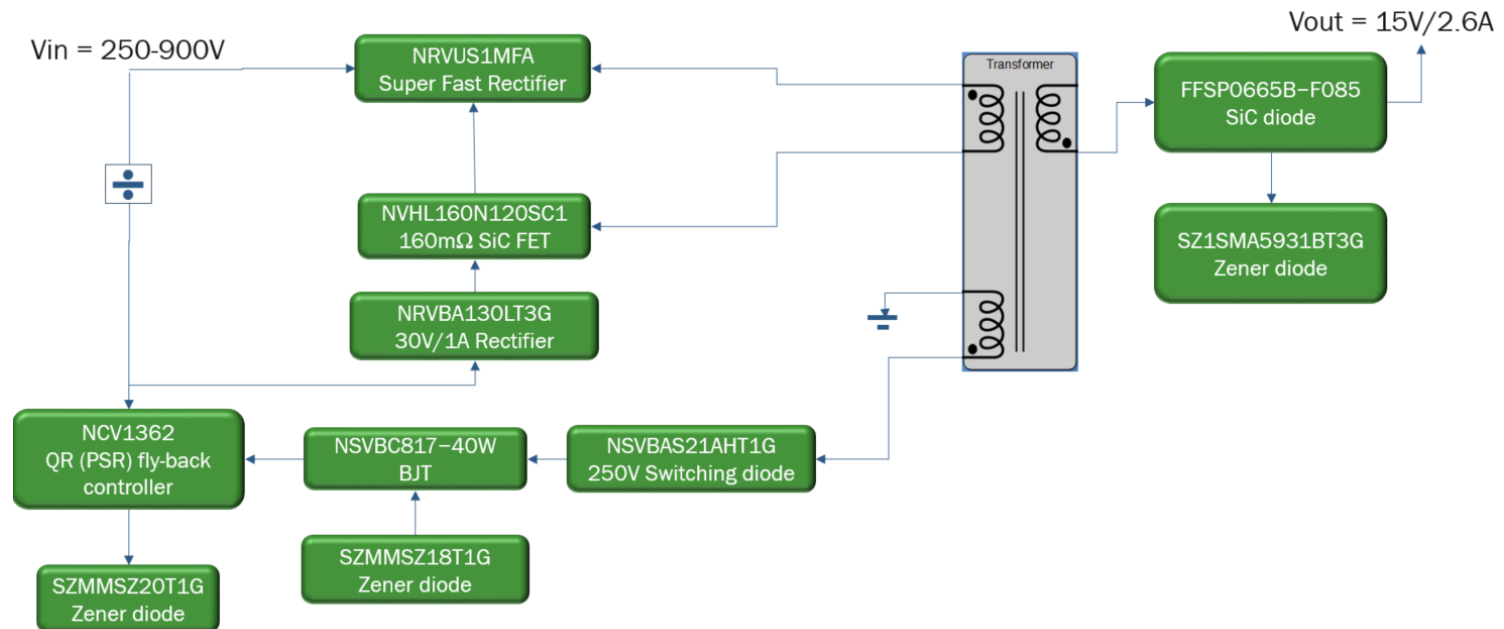 Vin = 250-900V
NRVUS1MFA
Super Fast Rectifier
Transformer
Vout = 15V/2.6A
FFSP0665B–F085
SiC diode
NVHL160N120SC1
160mΩ SiC FET
SZ1SMA5931BT3G
Zener diode
NRVBA130LT3G
30V/1A Rectifier
NCV1362
QR (PSR) fly-back
controller
NSVBC817–40W
BJT
NSVBAS21AHT1G
250V Switching diode
SZMMSZ18T1G
Zener diode
SZMMSZ20T1G
Zener diode